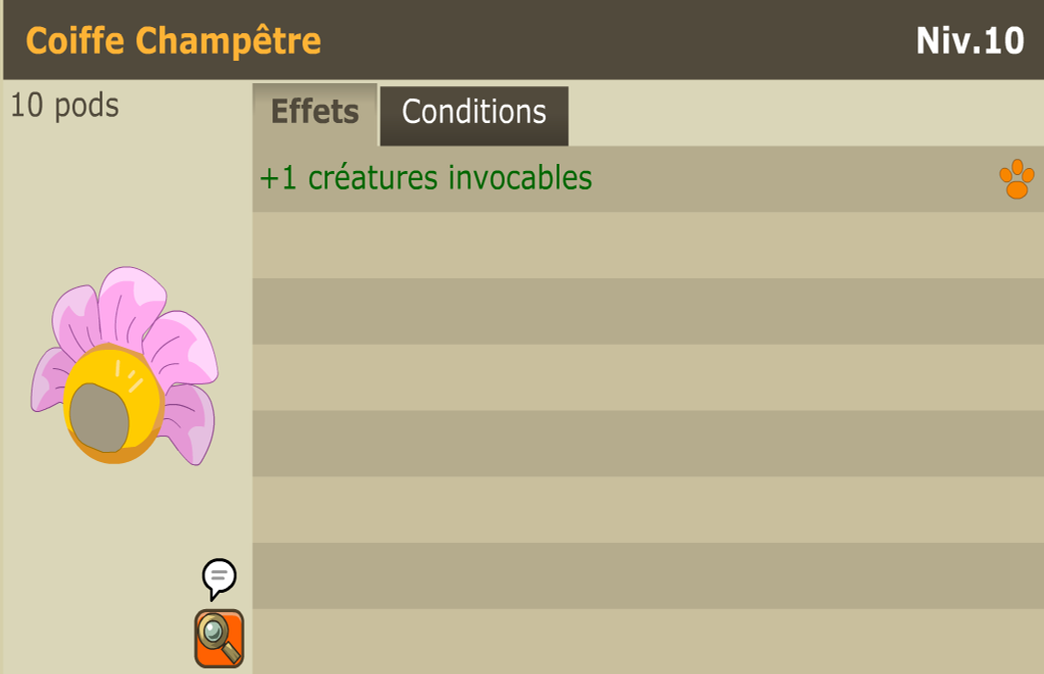 Coiffe Champêtre
Niv.10
10 pods
Effets
Conditions
+1 créatures invocables